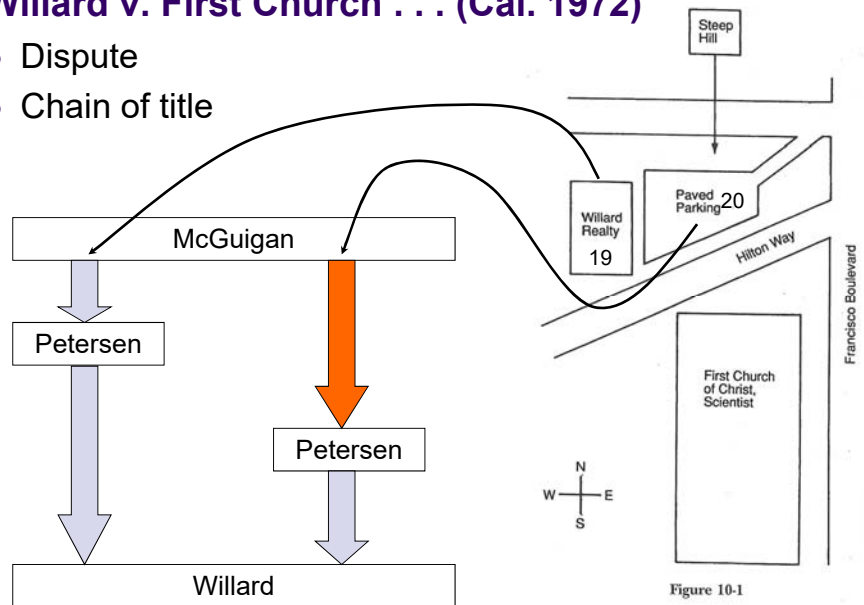 Willard v. First Church . . . (Cal. 1972)
Dispute
Chain of title
McGuigan
Petersen
Petersen
Willard
Steep
Hill
Paved
Parking 20
Willard
Realty
19
Hilton Way
Francisco Boulevard
First Church
of Christ,
Scientist
N
W E
S
Figure 10-1